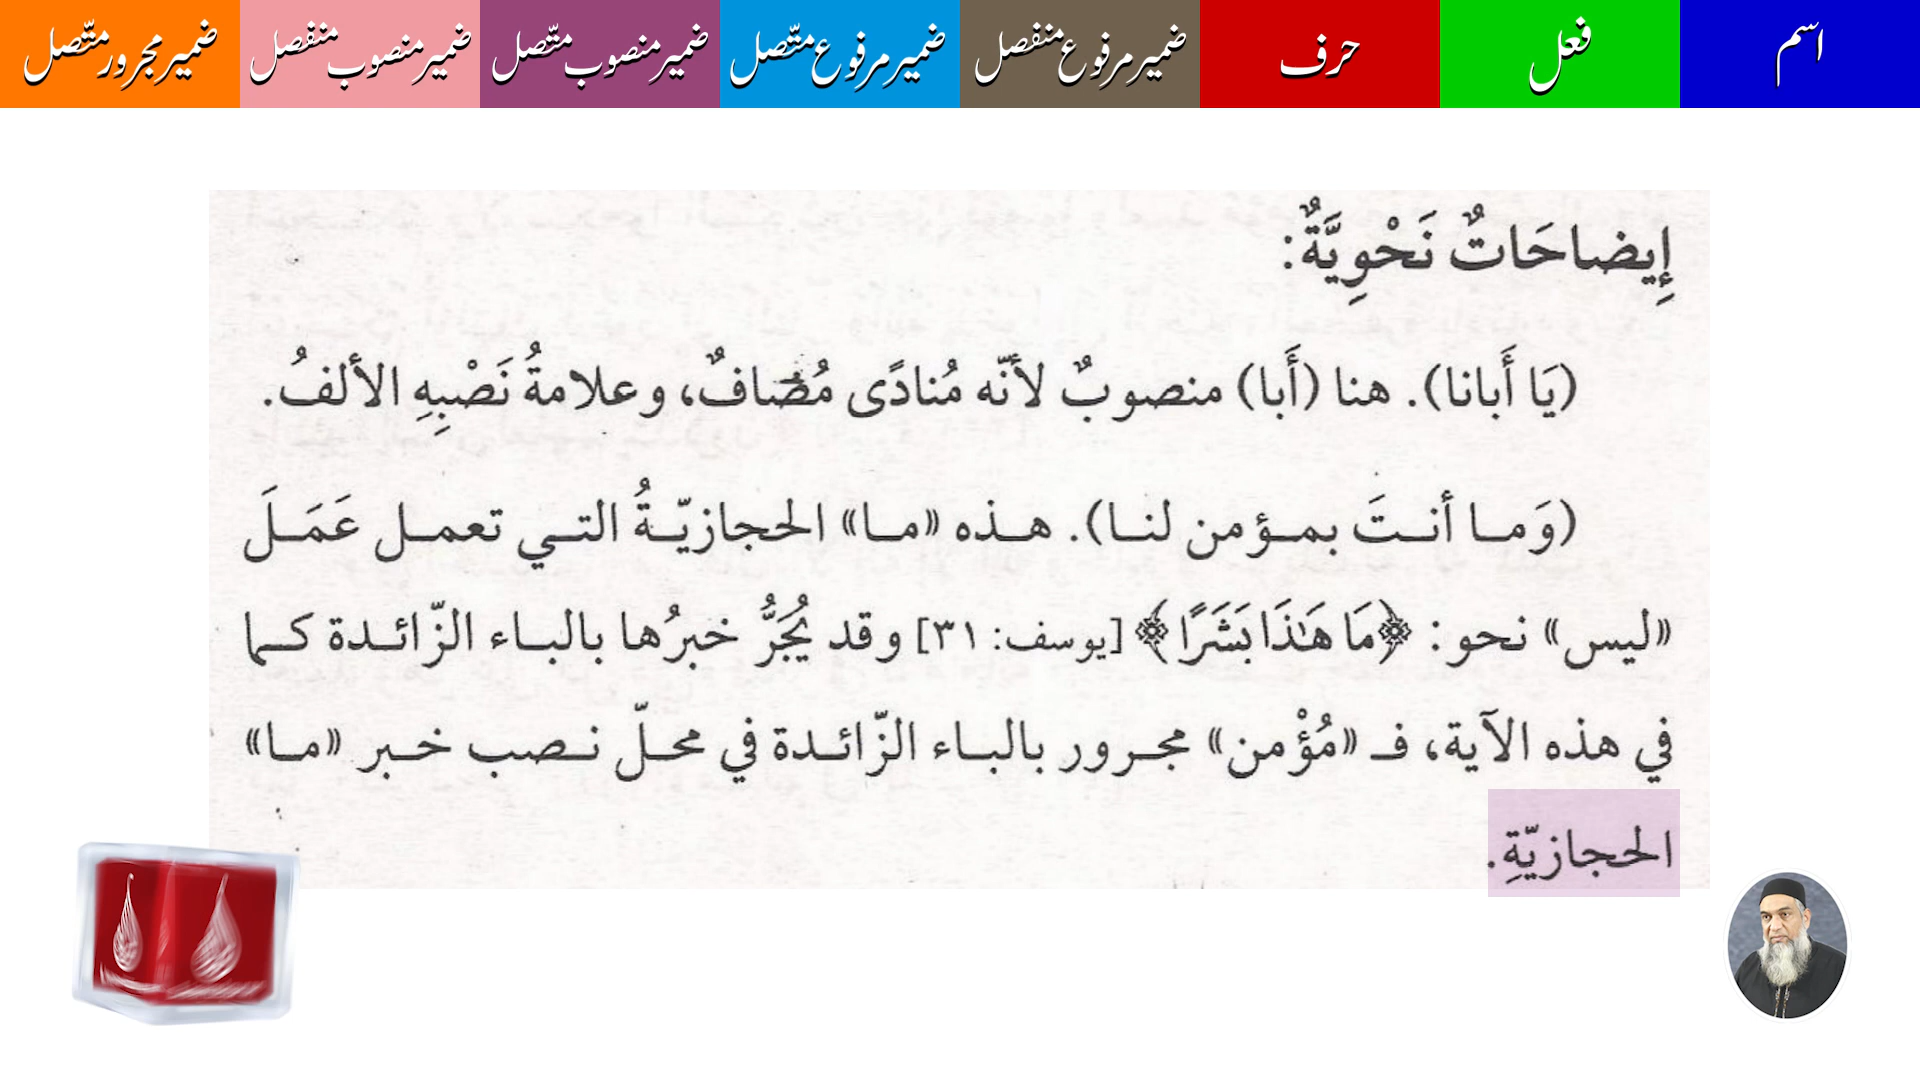 اسم فعل حرف ضمیر مرفوع منفصل ضمیر مرفوع متّصل ضمیر منصوب متّصل ضمیر منصوب منفصل ضمیر مجرور متّصل
إِيضاحَاتٌ نَحْوِيَّةٌ:
(يَا أَبانا). هنا (أَبا) منصوبٌ لأنّه مُنادًى مُضافٌ، وعلامةُ نَصْبِهِ الألفُ.
(وَما أنتَ بمؤمن لنا). هذه «ما» الحجازيّةُ التي تعمل عَمَلَ
«ليس» نحو: ﴿مَا هَٰذَا بَشَرًا﴾ [يوسف: ٣١] وقد يُجَرُّ خبرُها بالباء الزّائدة كما
في هذه الآية، فـ «مُؤْمن» مجرور بالباء الزّائدة في محلّ نصب خبر «ما»
الحجازيّةِ.